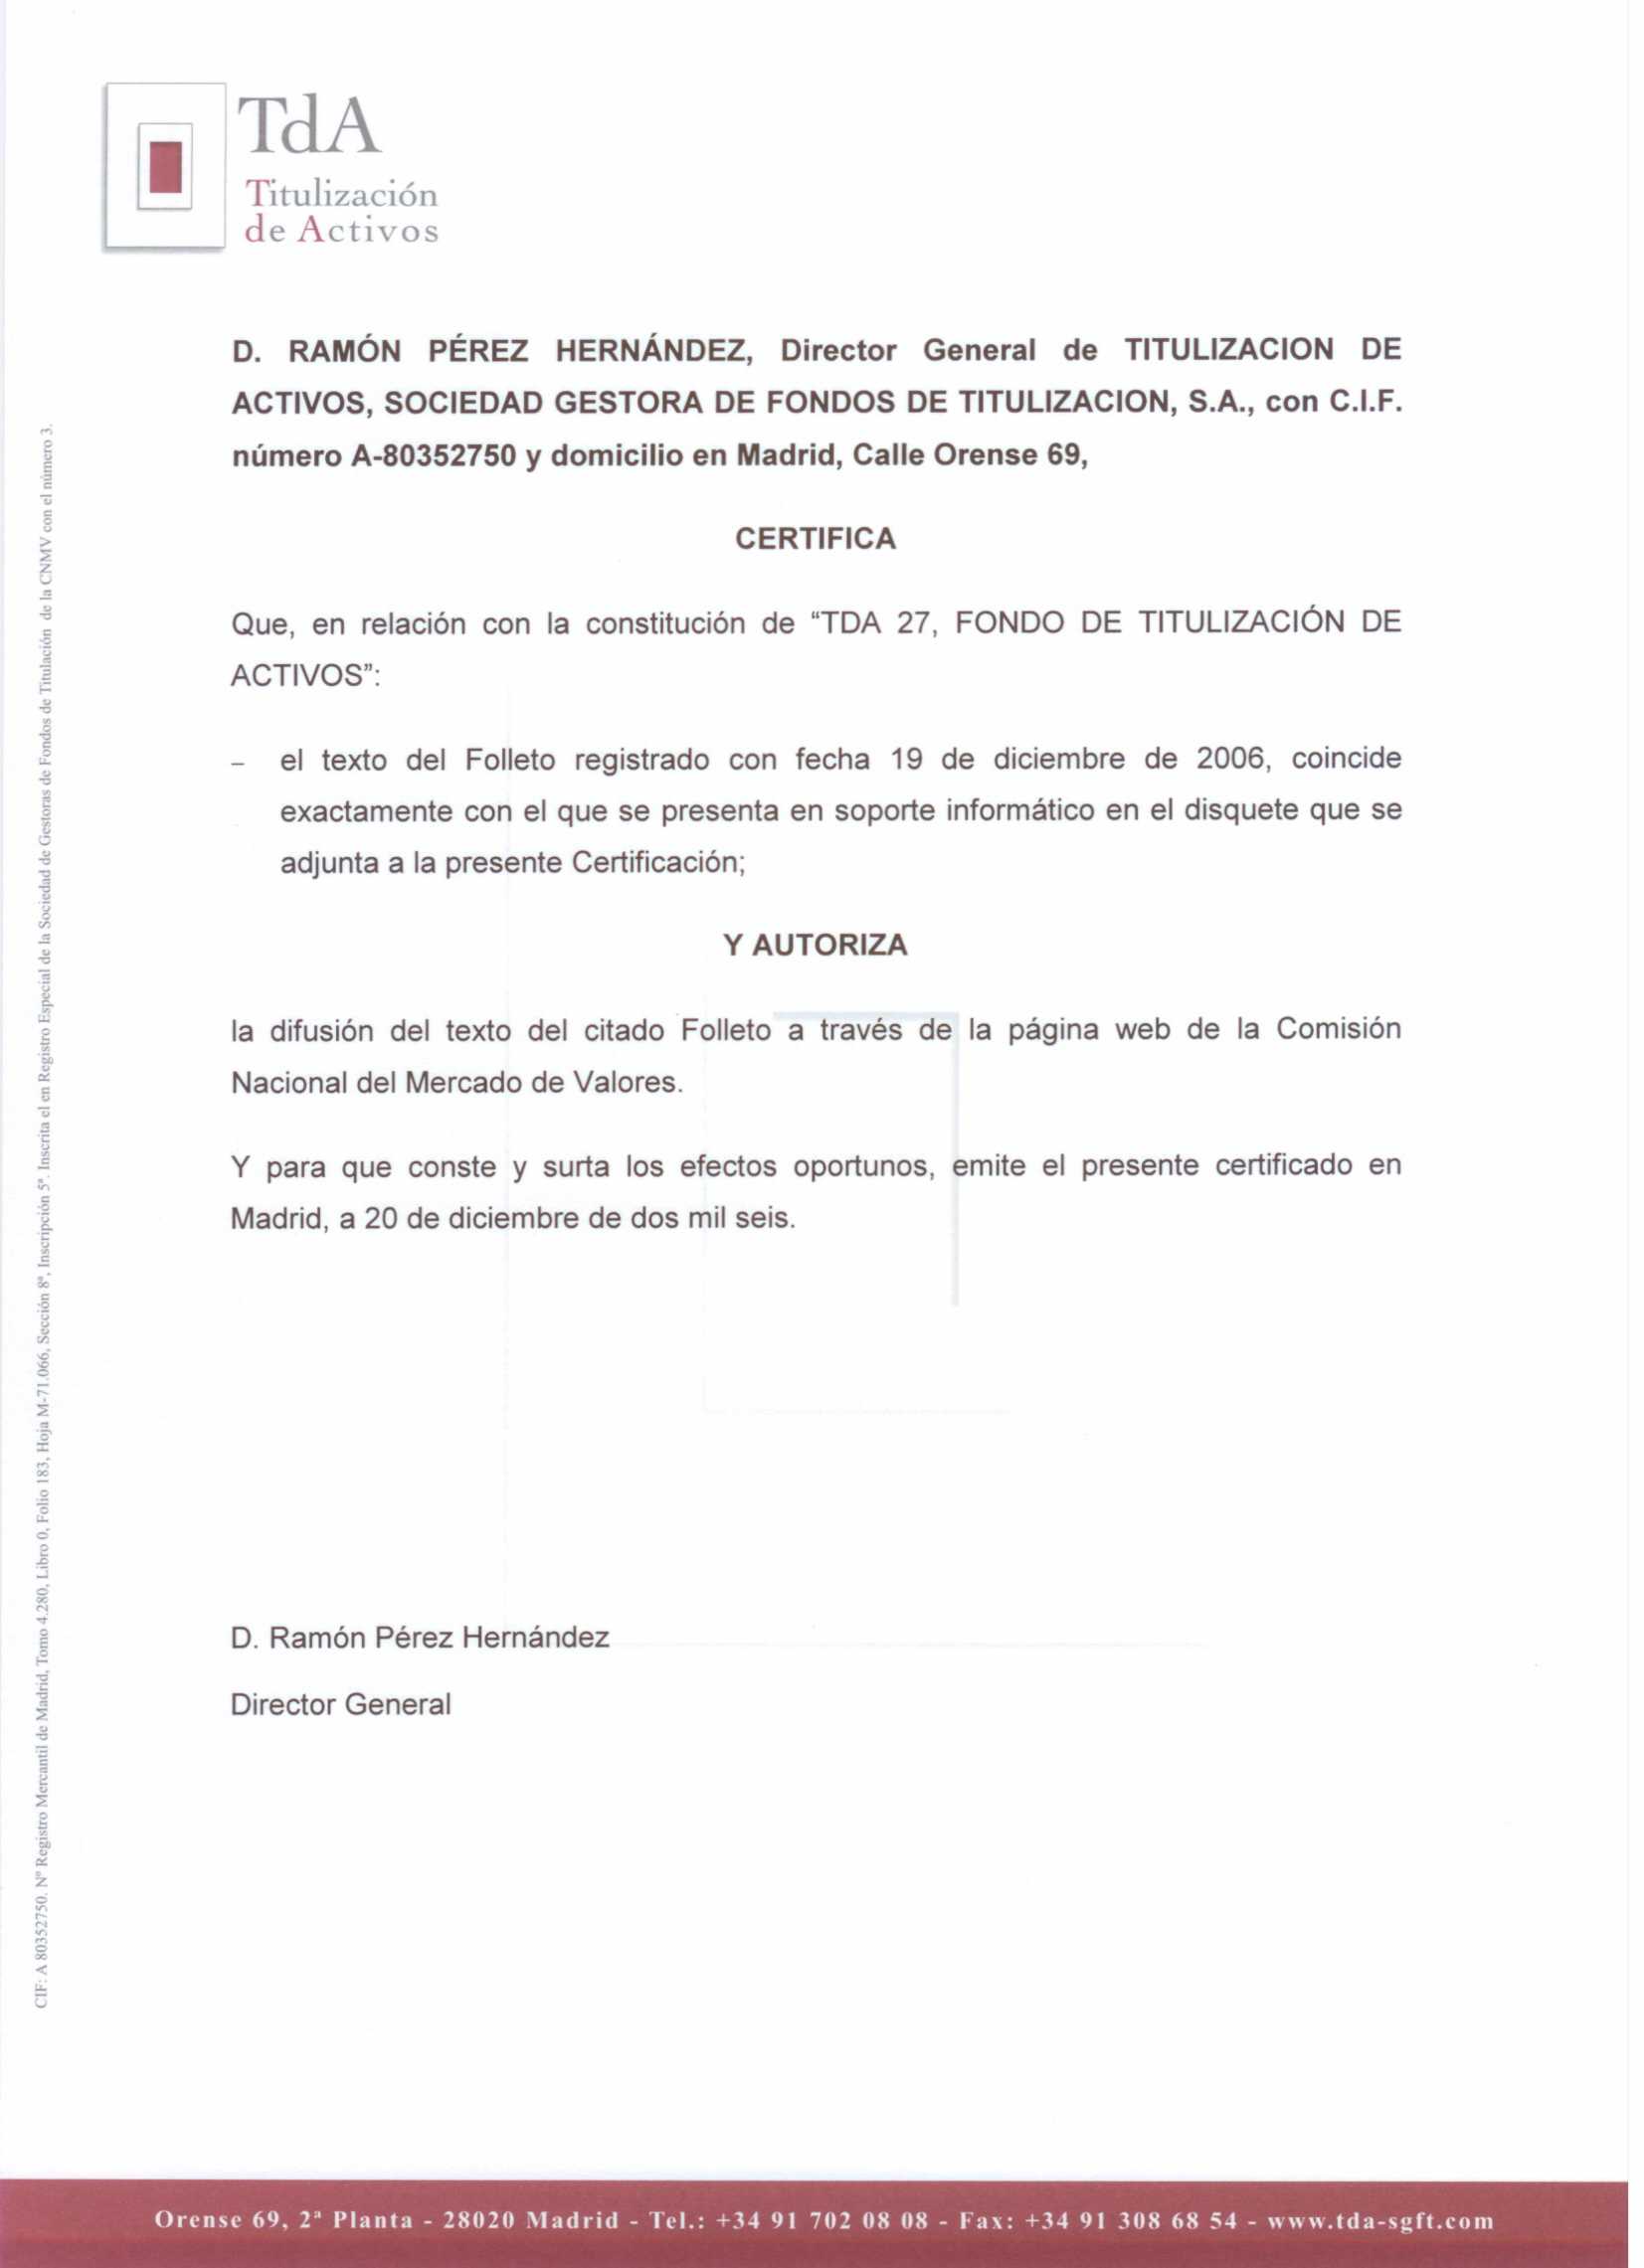 TdA
Titulización
de Activos
D. RAMÓN PÉREZ HERNÁNDEZ, Director General de TITULIZACION DE
ACTIVOS, SOCIEDAD GESTORA DE FONDOS DE TITULIZACION, S.A., con C.I.F.
número A-80352750 y domicilio en Madrid, Calle Orense 69,
CERTIFICA
Que, en relación con la constitución de “TDA 27, FONDO DE TITULIZACIÓN DE
ACTIVOS”:
– el texto del Folleto registrado con fecha 19 de diciembre de 2006, coincide
exactamente con el que se presenta en soporte informático en el disquete que se
adjunta a la presente Certificación;
Y AUTORIZA
la difusión del texto del citado Folleto a través de la página web de la Comisión
Nacional del Mercado de Valores.
Y para que conste y surta los efectos oportunos, emite el presente certificado en
Madrid, a 20 de diciembre de dos mil seis.
D. Ramón Pérez Hernández
Director General
CIF: A 80352750. Nº Registro Mercantil de Madrid, Tomo 4.280, Libro 0, Folio 183, Hoja M-71.066, Sección 8ª, Inscripción 5ª. Inscrita el en Registro Especial de la Sociedad de Gestoras de Fondos de Titulación de la CNMV con el número 3.
Orense 69, 2ª Planta - 28020 Madrid - Tel.: +34 91 702 08 08 - Fax: +34 91 308 68 54 - www.tda-sgft.com